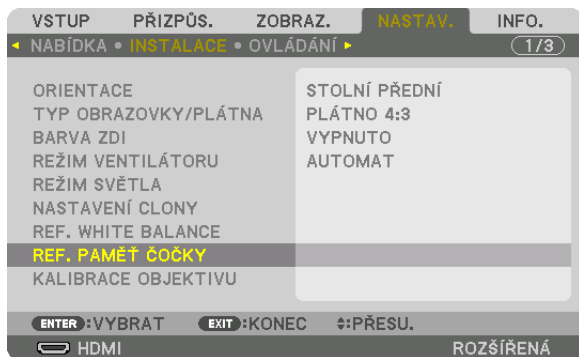 VSTUP PŘIZPŮS. ZOBRAZ. NASTAV. INFO.
NABÍDKA • INSTALACE • OVLÁDÁNÍ 1/3
ORIENTACE STOLNÍ PŘEDNÍ
TYP OBRAZOVKY/PLÁTNA PLÁTNO 4:3
BARVA ZDI VYPNUTO
REŽIM VENTILÁTORU AUTOMAT
REŽIM SVĚTLA
NASTAVENÍ CLONY
REF. WHITE BALANCE
REF. PAMĚŤ ČOČKY
KALIBRACE OBJEKTIVU
ENTER :VYBRAT EXIT :KONEC :PŘESU.
HDMI ROZŠÍŘENÁ